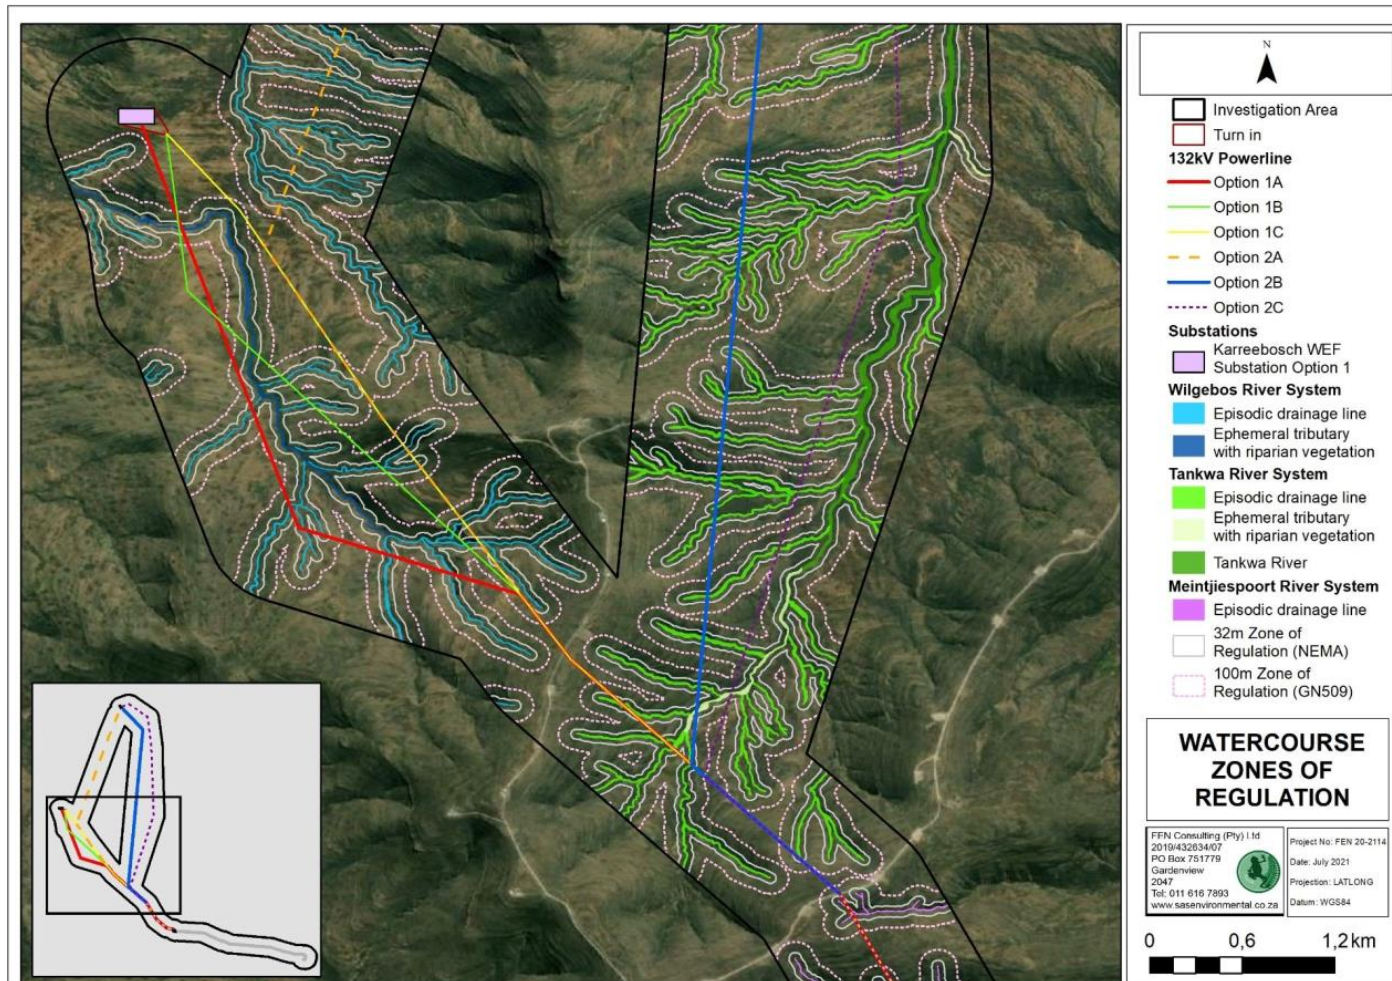 N
Investigation Area
Turn in
132kV Powerline
Option 1A
Option 1B
Option 1C
Option 2A
Option 2B
Option 2C
Substations
Karreebosch WEF
Substation Option 1
Wilgebos River System
Episodic drainage line
Ephemeral tributary
with riparian vegetation
Tankwa River System
Episodic drainage line
Ephemeral tributary
with riparian vegetation
Tankwa River
Meintjiespoort River System
Episodic drainage line
32m Zone of
Regulation (NEMA)
100m Zone of
Regulation (GN509)
WATERCOURSE
ZONES OF
REGULATION
FEN Consulting (Pty) Ltd
2019/432634/07
PO Box 751779
Gardenview
2047
Tel: 011 616 7893
www.sasenvironmental.co.za
Project No: FEN 20-2114
Date: July 2021
Projection: LATLONG
Datum: WGS84
0 0,6 1,2 km